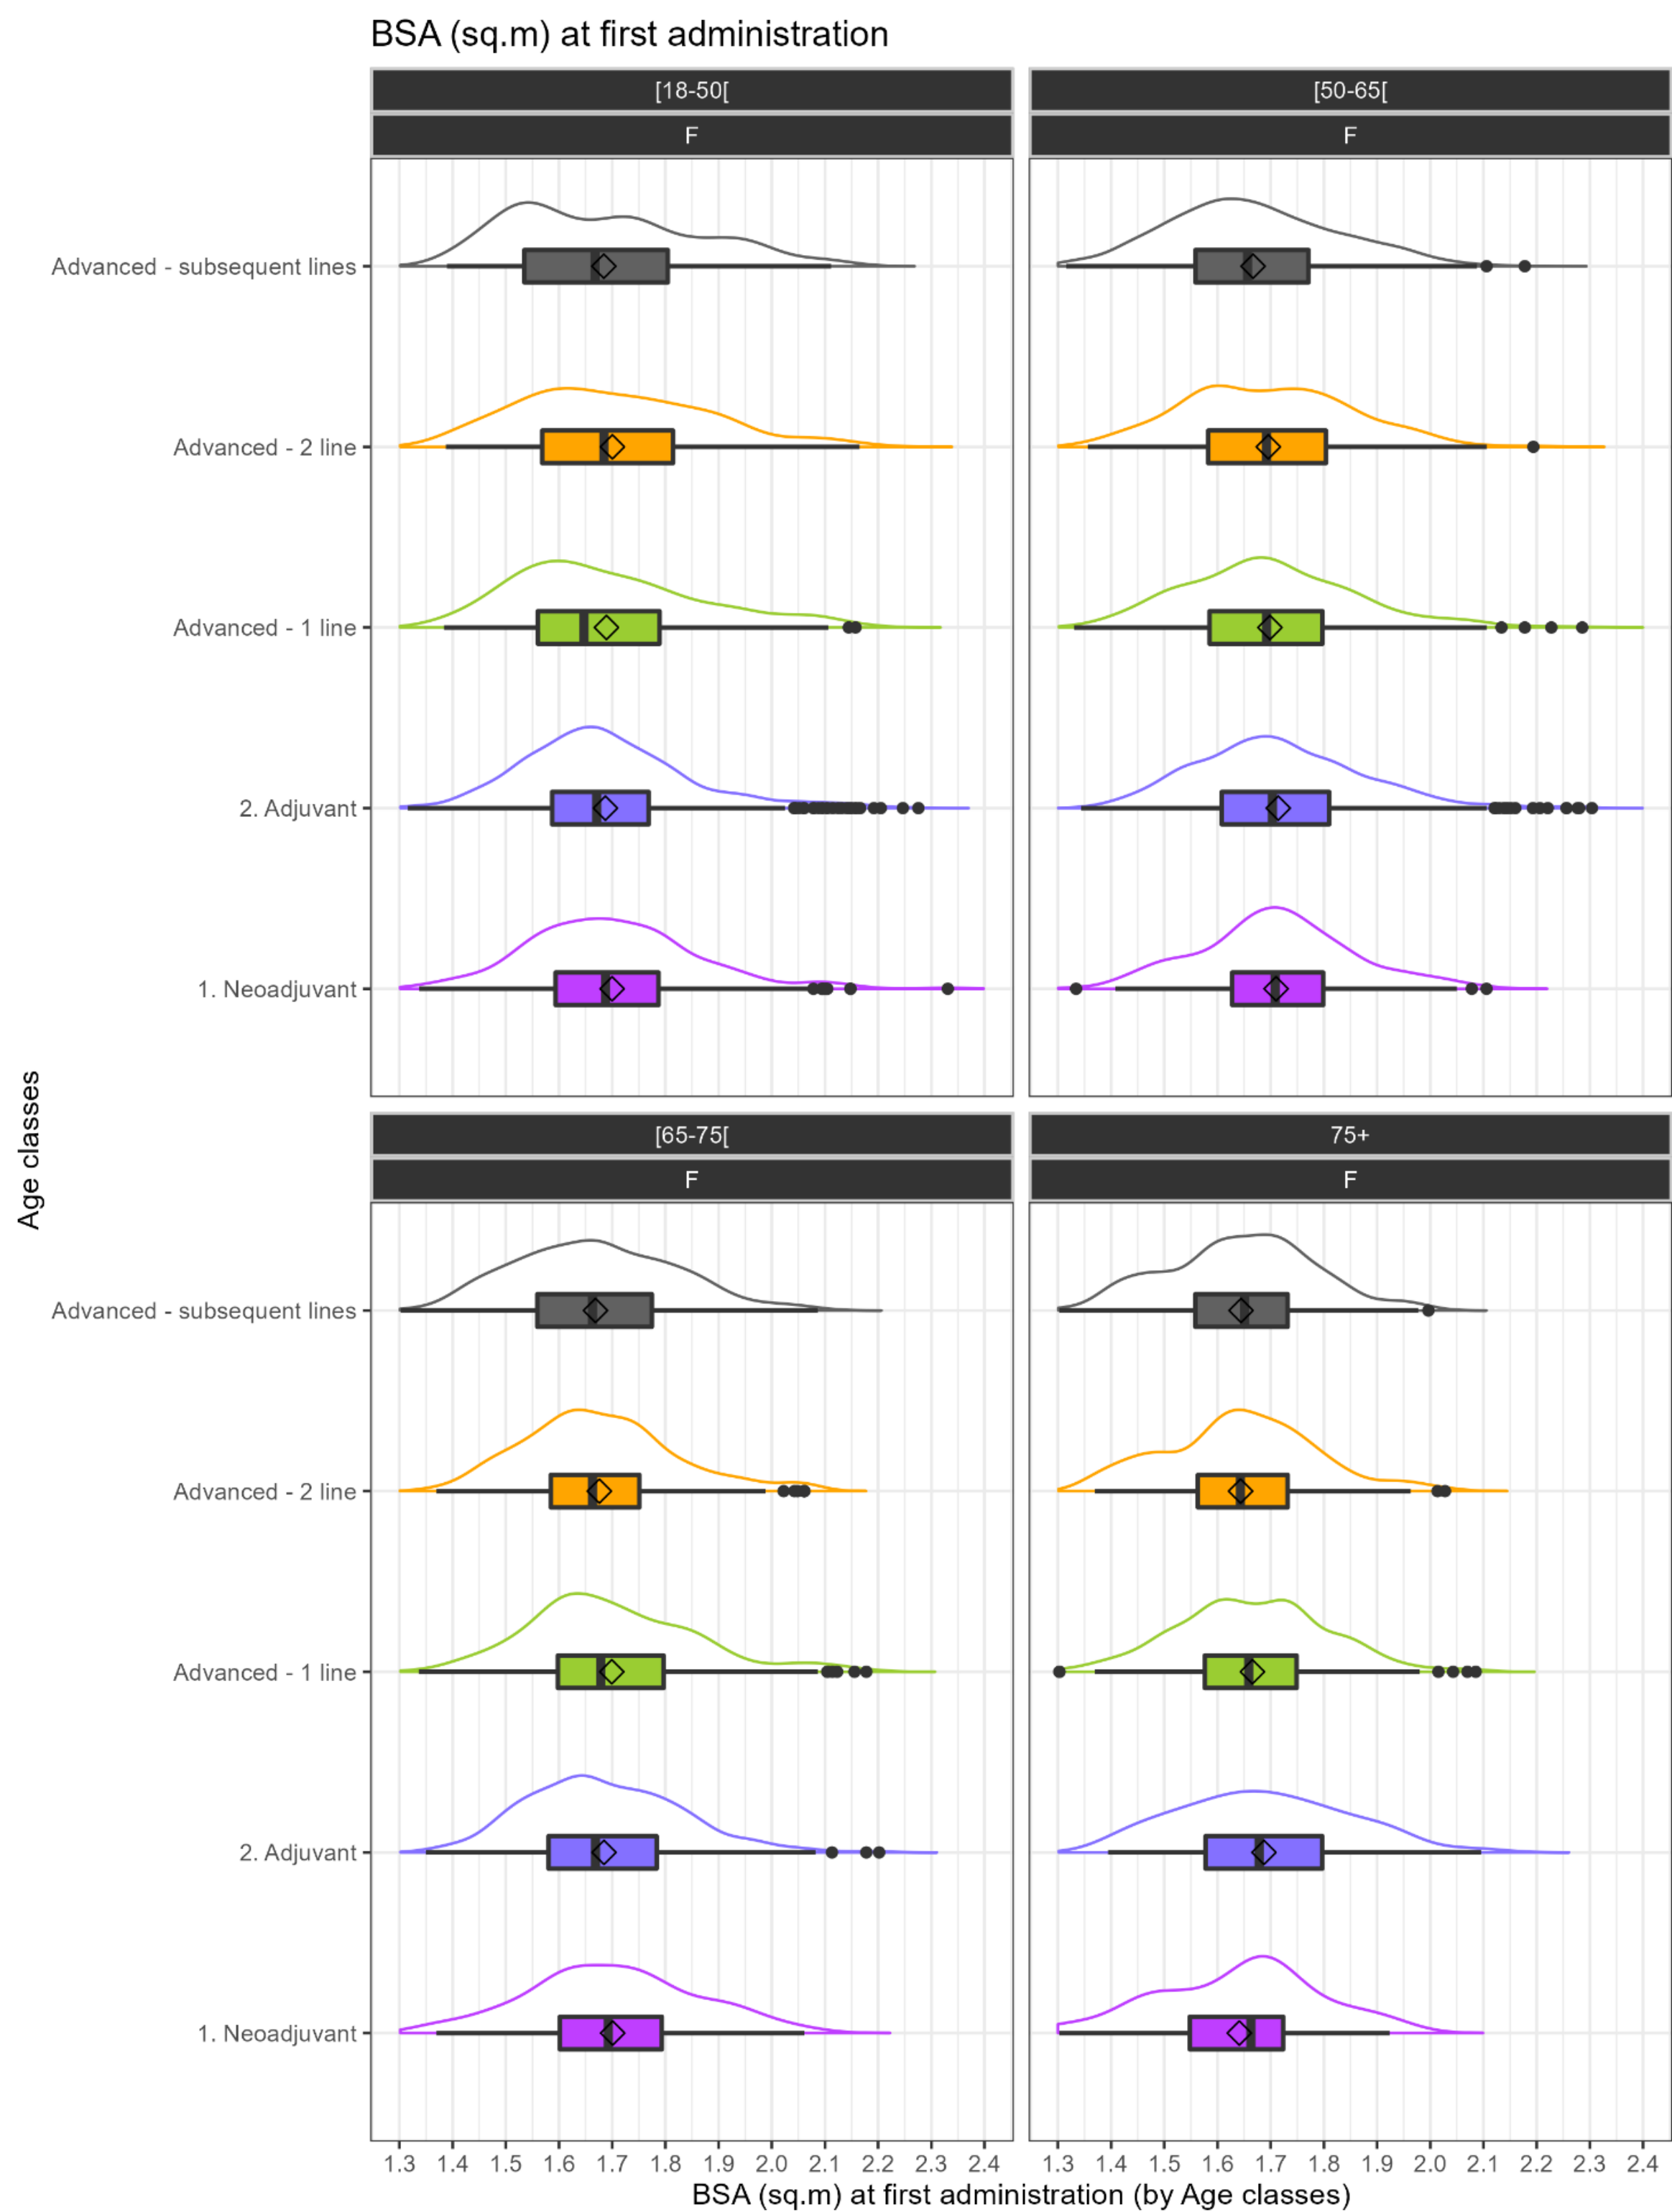 BSA (sq.m) at first administration
[18-50[ [50-65[
F F
Advanced - subsequent lines
Advanced - 2 line
Advanced - 1 line
2. Adjuvant
1. Neoadjuvant
Age classes
[65-75[ 75+
F F
Advanced - subsequent lines
Advanced - 2 line
Advanced - 1 line
2. Adjuvant
1. Neoadjuvant
1.3 1.4 1.5 1.6 1.7 1.8 1.9 2.0 2.1 2.2 2.3 2.4 1.3 1.4 1.5 1.6 1.7 1.8 1.9 2.0 2.1 2.2 2.3 2.4
BSA (sq.m) at first administration (by Age classes)